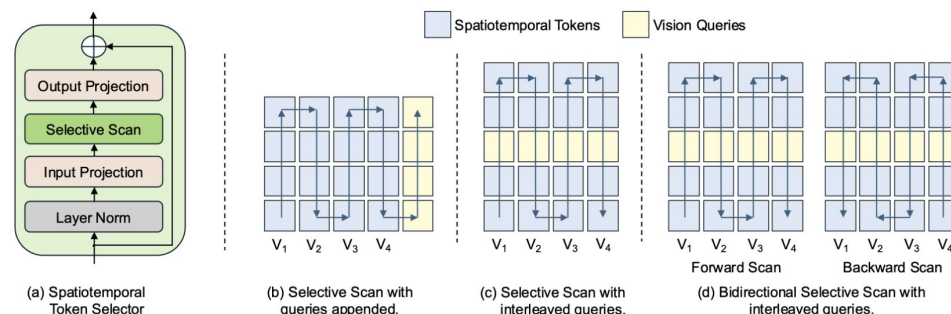 Spatiotemporal Tokens
Vision Queries
Output Projection
Selective Scan
Input Projection
Layer Norm
V1 V2 V3 V4
V1 V2 V3 V4
V1 V2 V3 V4
V1 V2 V3 V4
Forward Scan
Backward Scan
(a) Spatiotemporal
Token Selector
(b) Selective Scan with
queries appended.
(c) Selective Scan with
interleaved queries.
(d) Bidirectional Selective Scan with
interleaved queries.